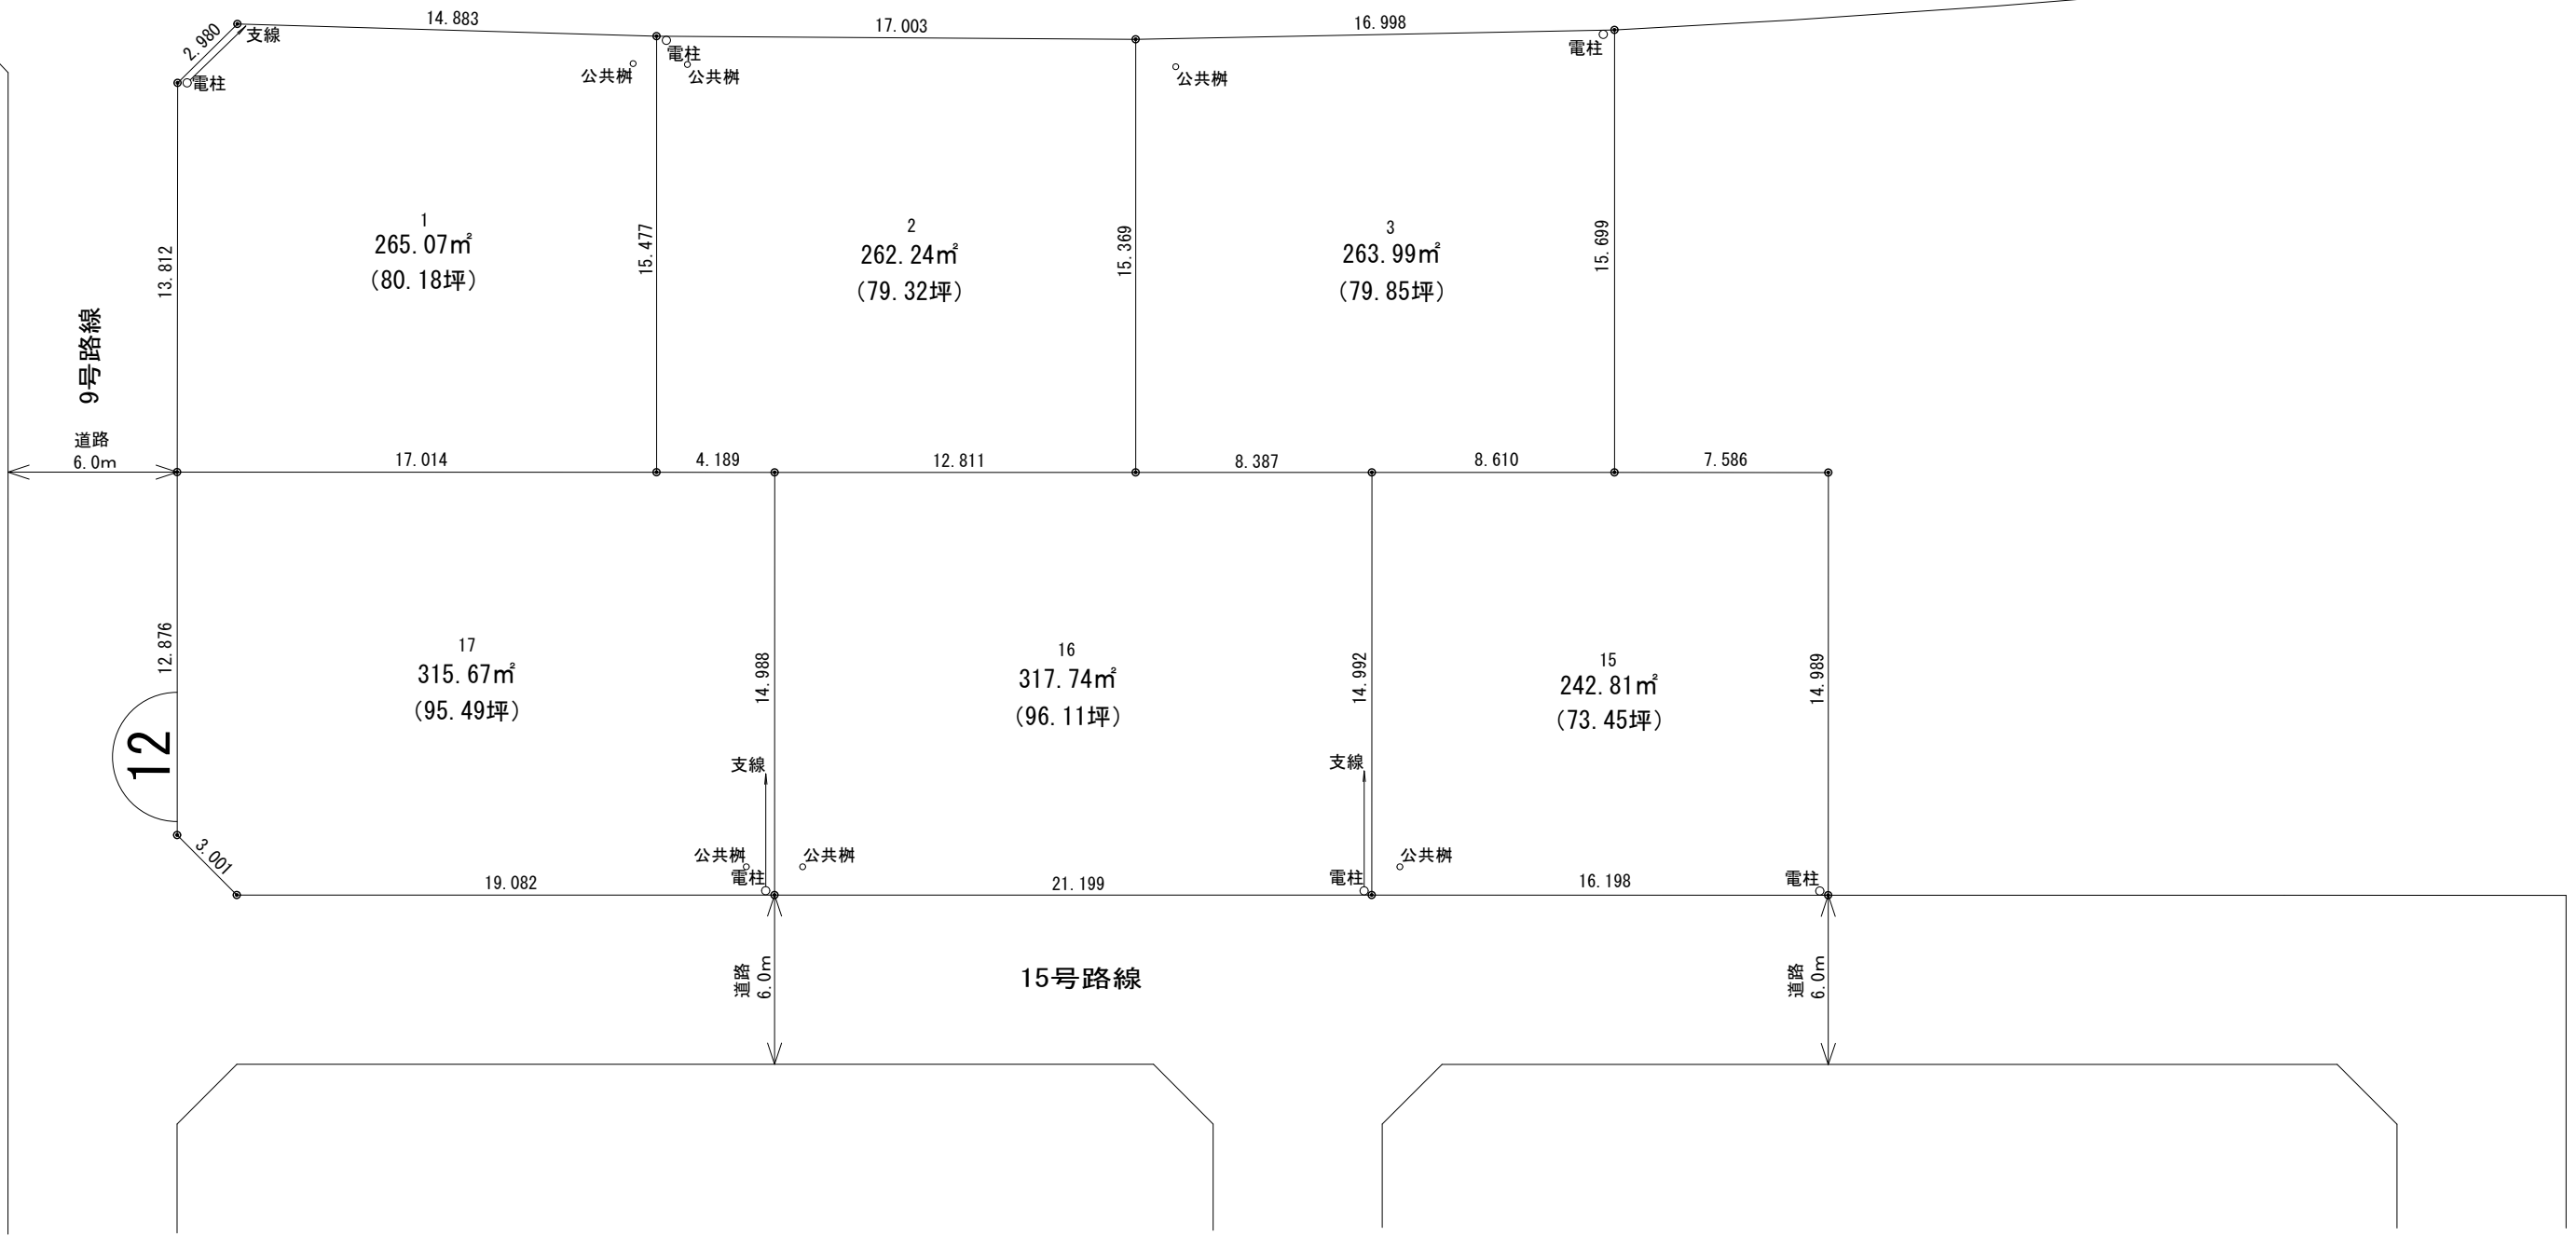 2.980
支線
14.883
17.003
16.998
電柱
公共桝
電柱
公共桝
公共桝
電柱
13.812
1
265.07㎡
(80.18坪)
15.477
2
262.24㎡
(79.32坪)
15.369
3
263.99㎡
(79.85坪)
15.699
9号路線
道路
6.0m
17.014
4.189
12.811
8.387
8.610
7.586
12.876
17
315.67㎡
(95.49坪)
14.988
16
317.74㎡
(96.11坪)
14.992
15
242.81㎡
(73.45坪)
14.989
12
3.001
支線
公共桝
電柱
公共桝
支線
電柱
公共桝
電柱
19.082
21.199
16.198
道路
6.0m
15号路線
道路
6.0m